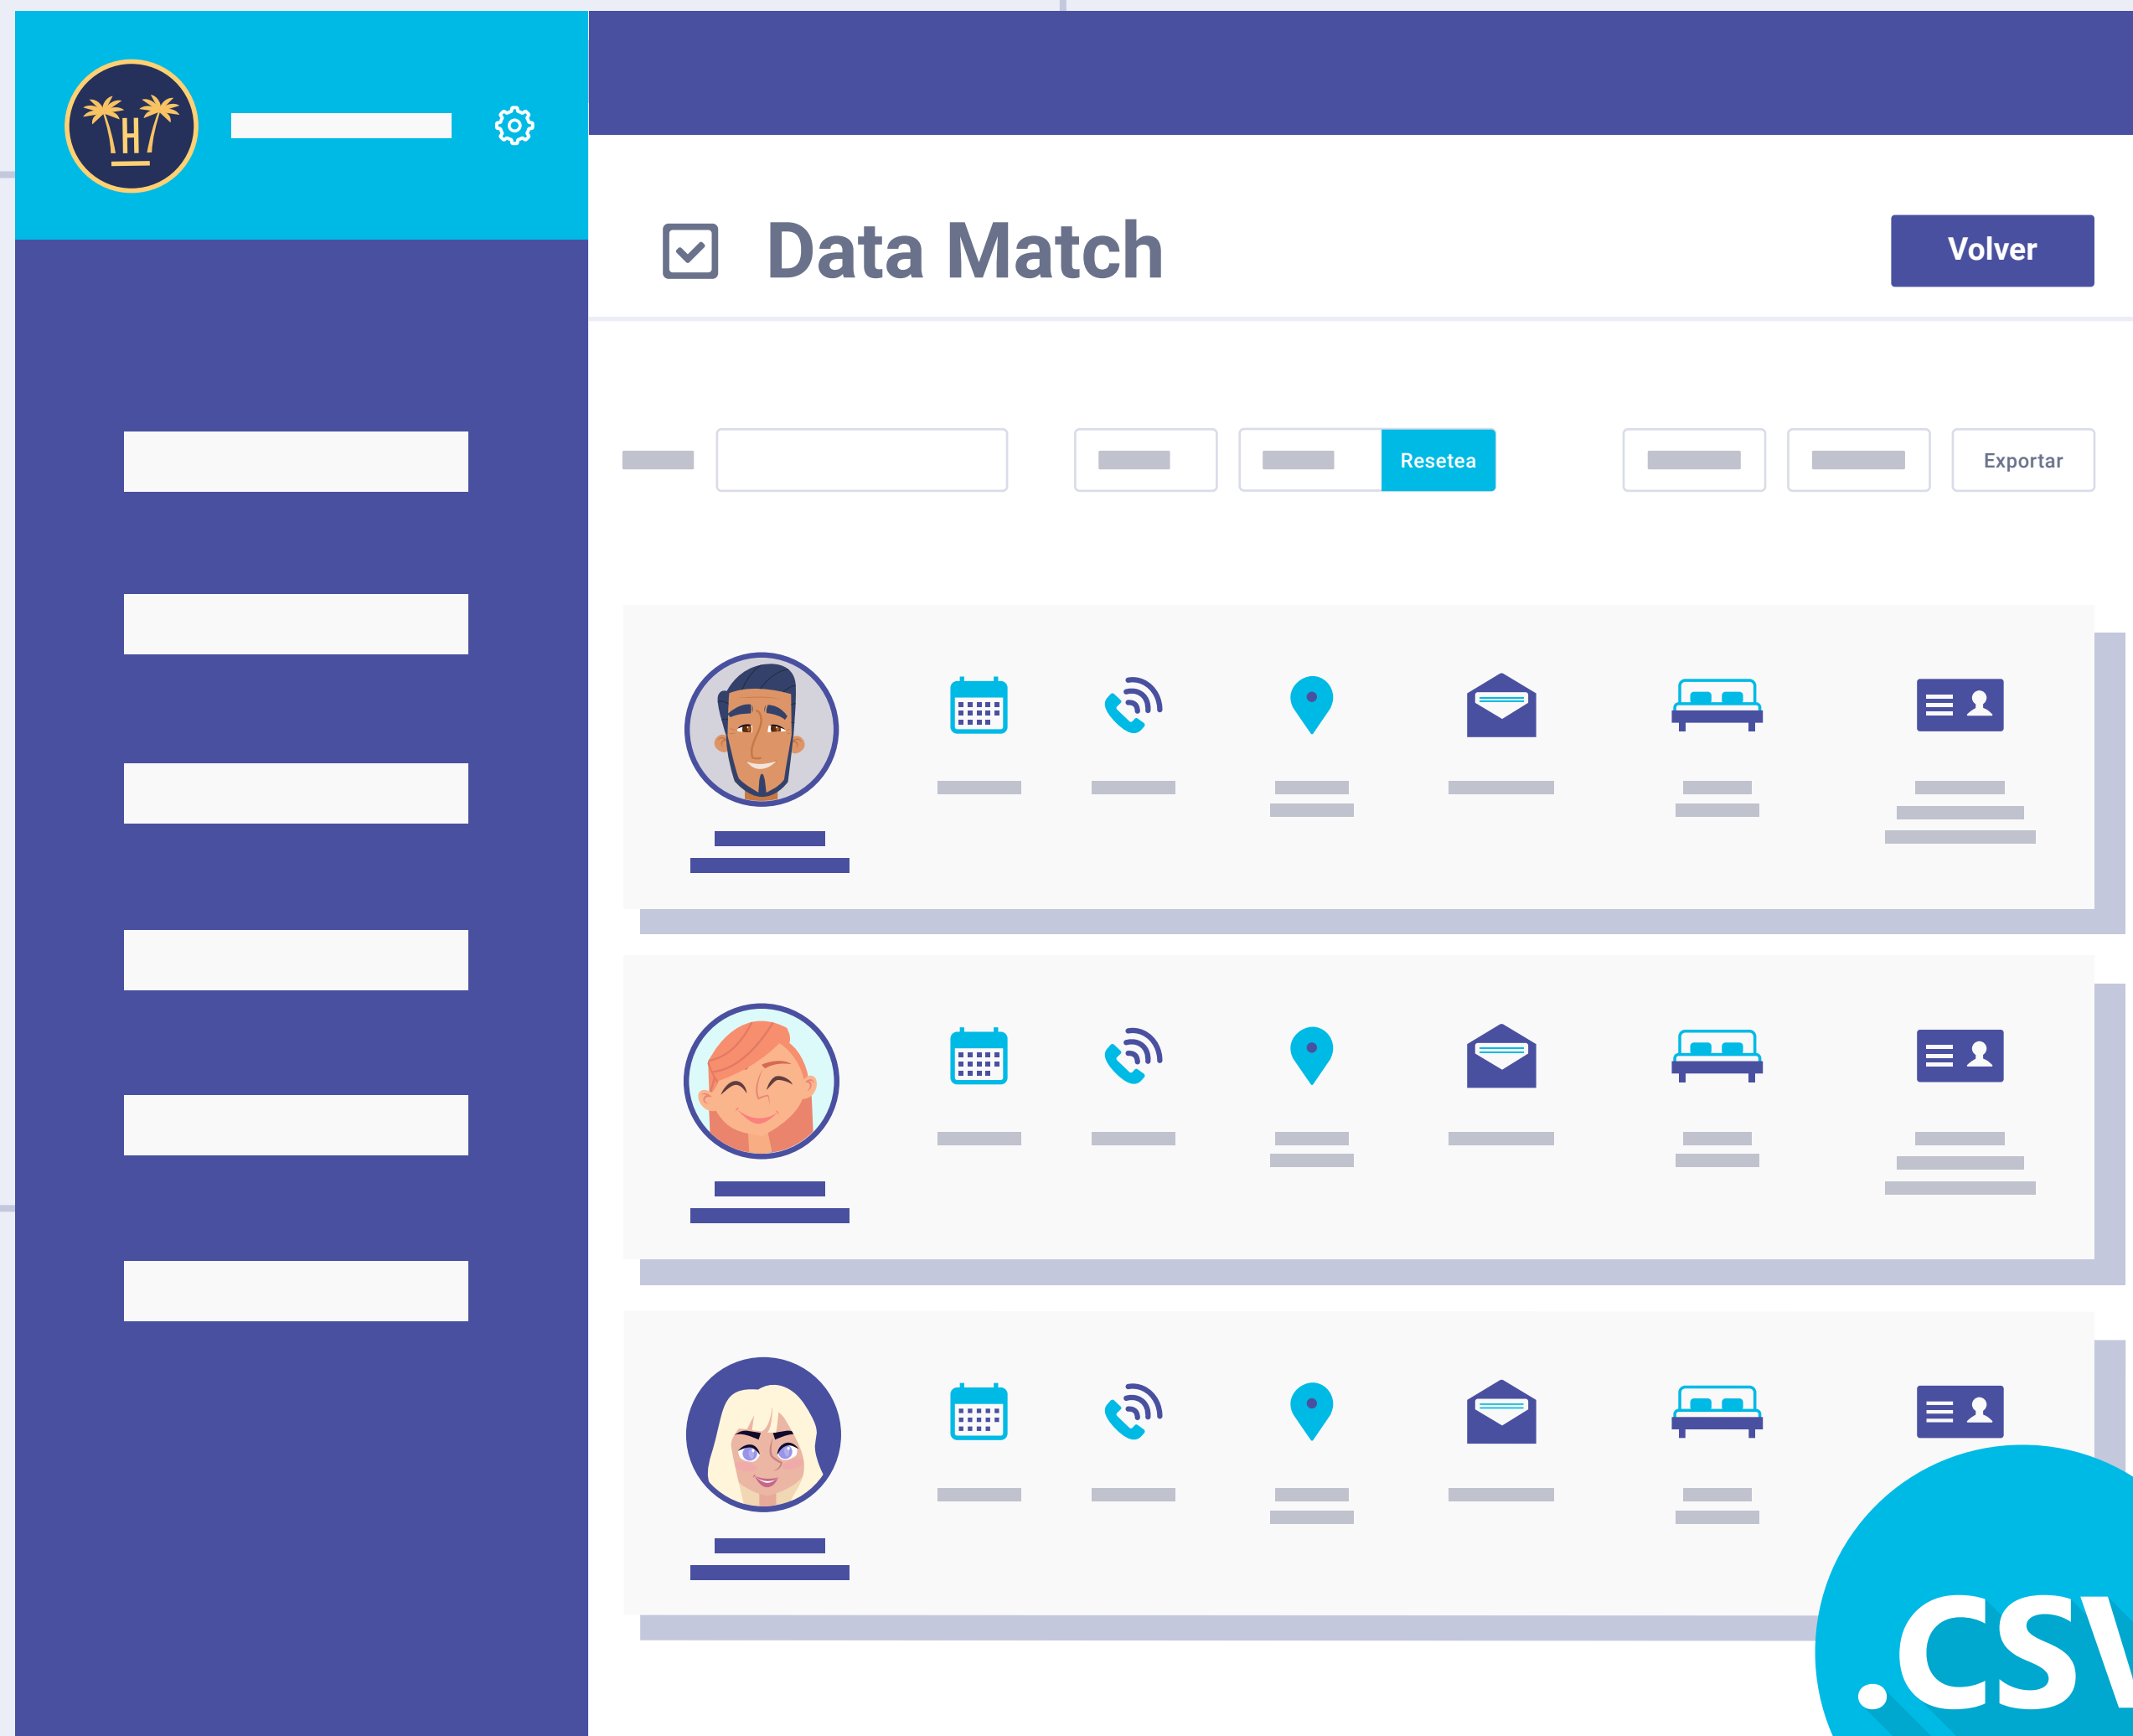 H
Data Match
Volver
Resetea
Exportar
.CSV